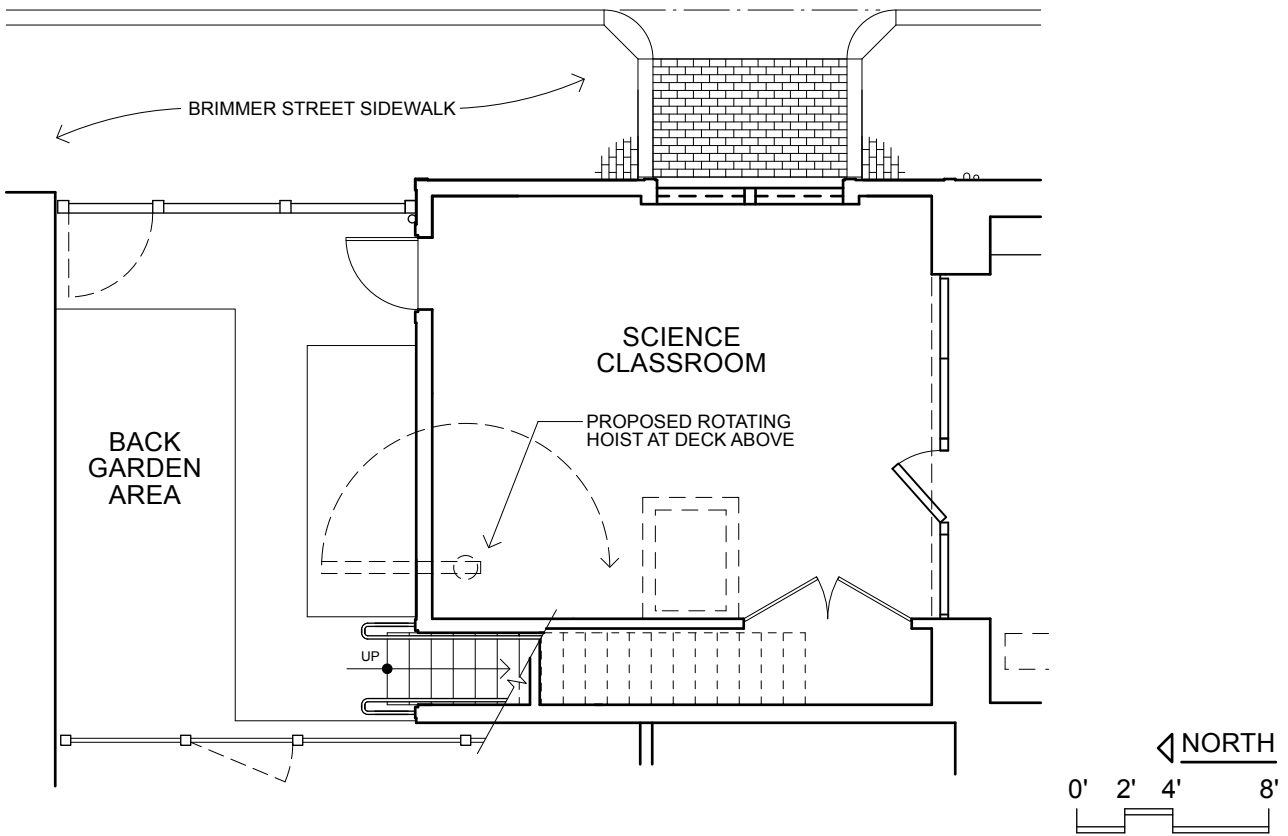 BRIMMER STREET SIDEWALK
SCIENCE
CLASSROOM
PROPOSED ROTATING
HOIST AT DECK ABOVE
BACK
GARDEN
AREA
UP
NORTH
0' 2' 4' 8'